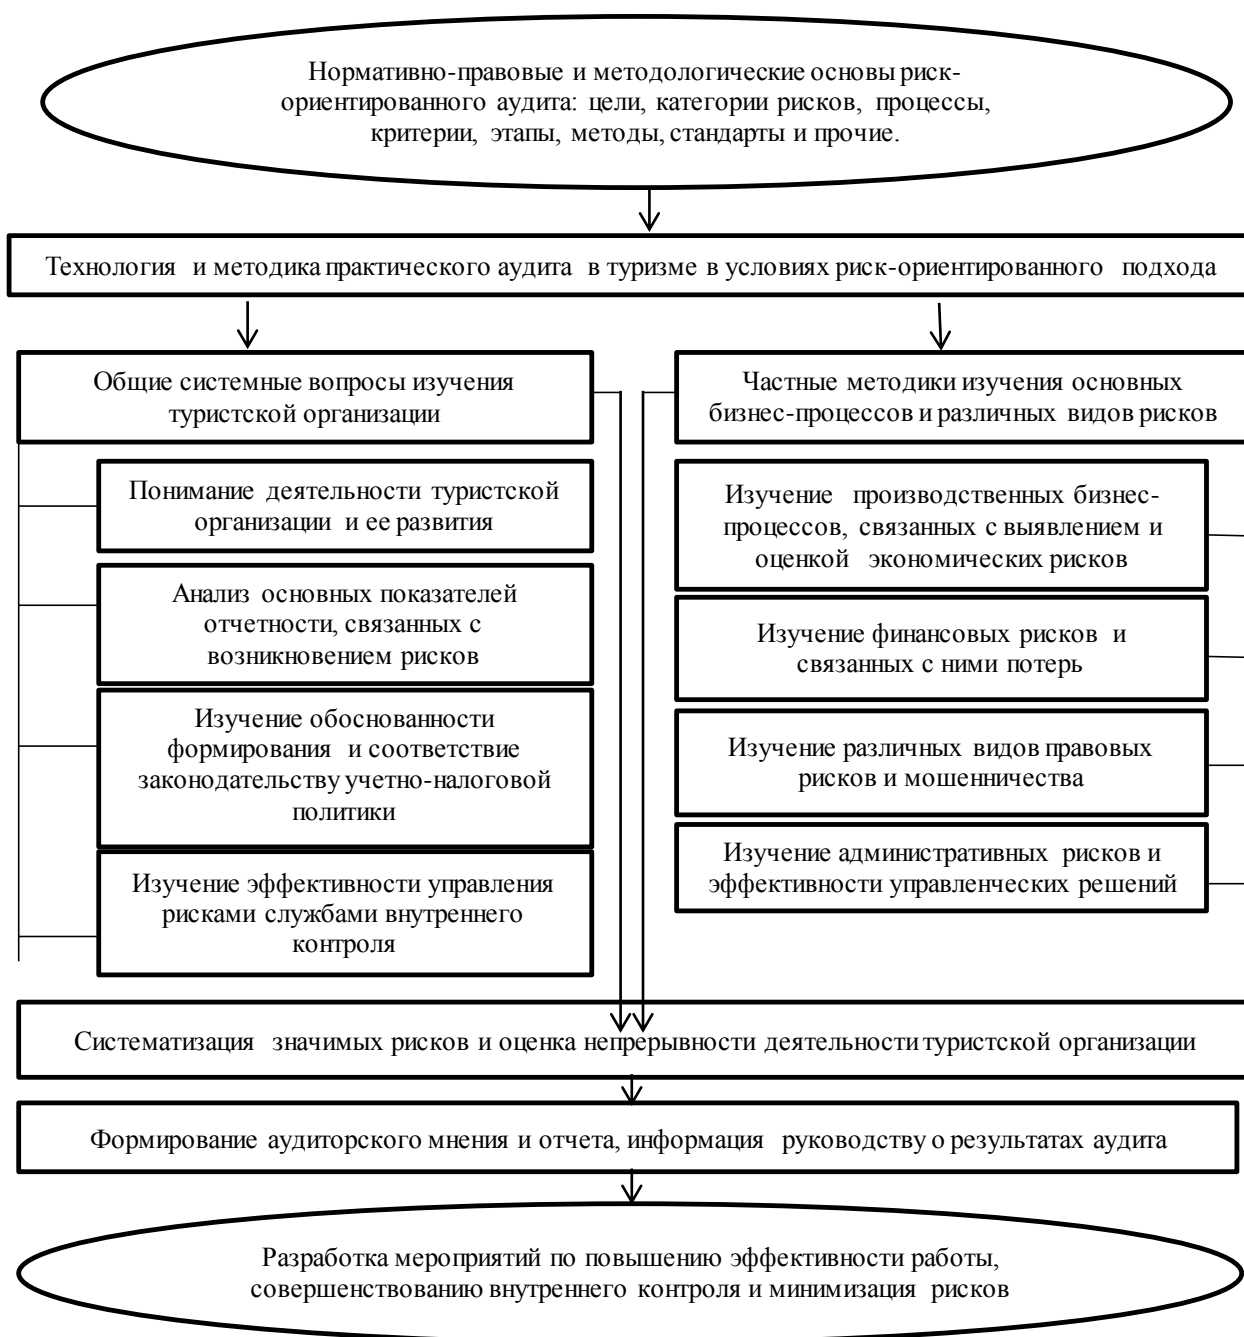 Нормативно-правовые и методологические основы риск-
ориентированного аудита: цели, категории рисков, процессы,
критерии, этапы, методы, стандарты и прочие.
Технология и методика практического аудита в туризме в условиях риск-ориентированного подхода
Общие системные вопросы изучения
туристской организации
Понимание деятельности туристской
организации и ее развития
Анализ основных показателей
отчетности, связанных с
возникновением рисков
Изучение обоснованности
формирования и соответствие
законодательству учетно-налоговой
политики
Изучение эффективности управления
рисками службами внутреннего
контроля
Частные методики изучения основных
бизнес-процессов и различных видов рисков
Изучение производственных бизнес-
процессов, связанных с выявлением и
оценкой экономических рисков
Изучение финансовых рисков и
связанных с ними потерь
Изучение различных видов правовых
рисков и мошенничества
Изучение административных рисков и
эффективности управленческих решений
Систематизация значимых рисков и оценка непрерывности деятельности туристской организации
Формирование аудиторского мнения и отчета, информация руководству о результатах аудита
Разработка мероприятий по повышению эффективности работы,
совершенствованию внутреннего контроля и минимизация рисков